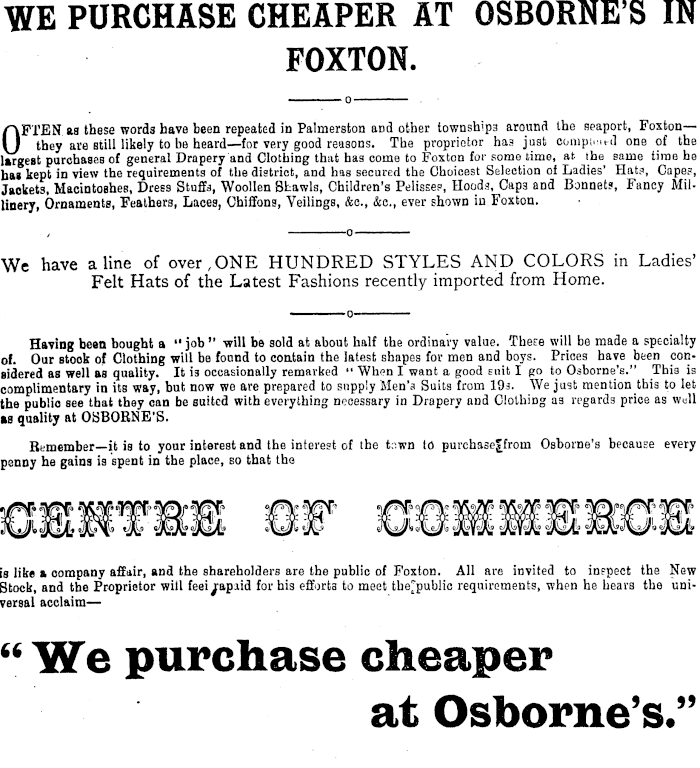 WE PURCHASE CHEAPER AT OSBORNE'S IN
FOXTON.
OFTEN as these words have been repeated in Palmerston and other townships around the seaport, Foxton—
they are still likely to be heard—for very good reasons. The proprietor has just completed one of the
largest purchases of general Drapery and Clothing that has come to Foxton for some time, at the same time he
has kept in view the requirements of the district, and has secured the Choicest Selection of Ladies' Hats, Capes,
Jackets, Macintoshes, Dress Stuffs, Woollen Shawls, Children's Pelisses, Hoods, Caps and Bonnets, Fancy Mil-
linery, Ornaments, Feathers, Laces, Chiffons, Veilings, &c., &c., ever shown in Foxton.
We have a line of over ONE HUNDRED STYLES AND COLORS in Ladies'
Felt Hats of the Latest Fashions recently imported from Home.
Having been bought a "job" will be sold at about half the ordinary value. These will be made a specialty
of. Our stock of Clothing will be found to contain the latest shapes for men and boys. Prices have been con-
sidered as well as quality. It is occasionally remarked "When I want a good suit I go to Osborne's." This is
complimentary in its way, but now we are prepared to supply Men's Suits from 19s. We just mention this to let
the public see that they can be suited with everything necessary in Drapery and Clothing as regards price as well
as quality at OSBORNE'S.
Remember—it is to your interest and the interest of the town to purchase from Osborne's because every
penny he gains is spent in the place, so that the
CENTRE OF COMMERCE
is like a company affair, and the shareholders are the public of Foxton. All are invited to inspect the New
Stock, and the Proprietor will feel rapaid for his efforts to meet the public requirements, when he hears the uni-
versal acclaim—
"We purchase cheaper
at Osborne's."